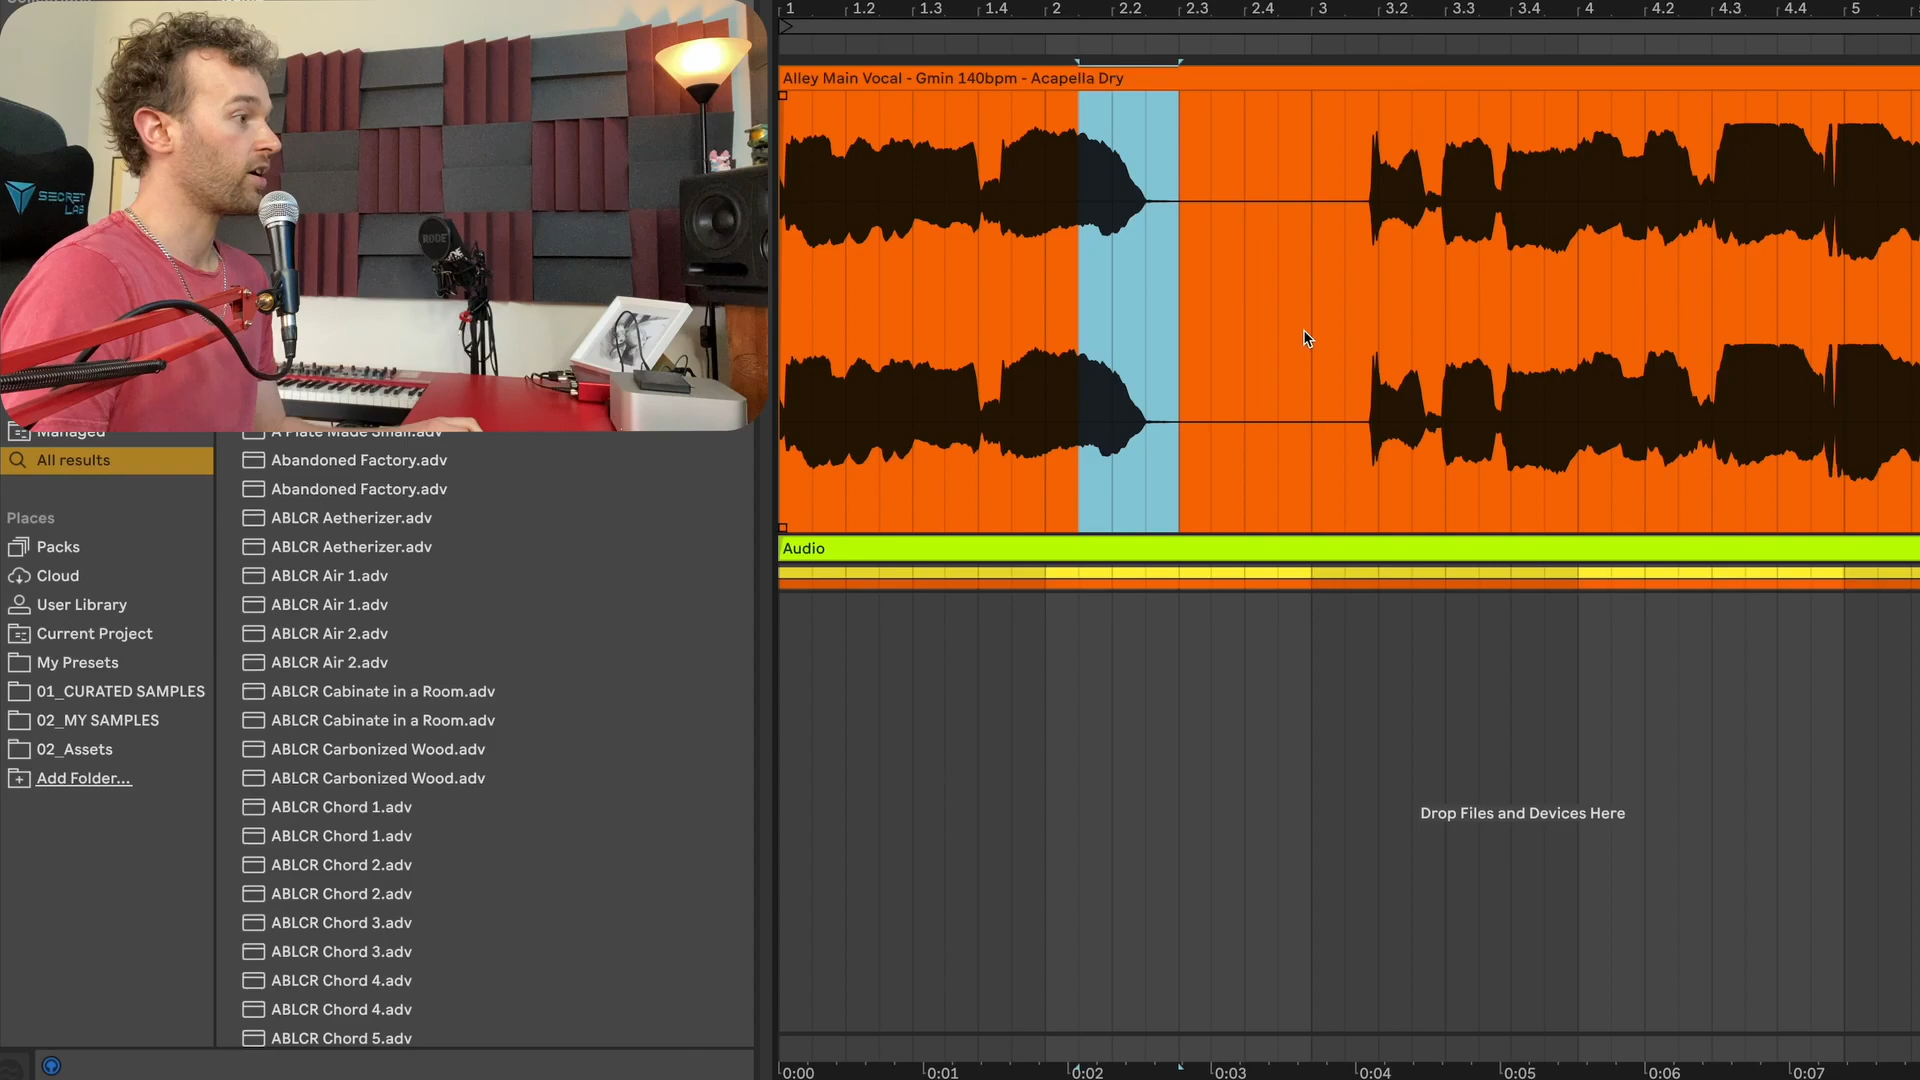 1 1.2 1.3 1.4 2 2.2 2.3 2.4 3 3.2 3.3 3.4 4 4.2 4.3 4.4 5
Alley Main Vocal - Gmin 140bpm - Acapella Dry
SECRET
LAB
RODE
Managed
All results
Places
Packs
Cloud
User Library
Current Project
My Presets
01_CURATED SAMPLES
02_MY SAMPLES
02_Assets
Add Folder...
A Plate Made Small.adv
Abandoned Factory.adv
Abandoned Factory.adv
ABLCR Aetherizer.adv
ABLCR Aetherizer.adv
ABLCR Air 1.adv
ABLCR Air 1.adv
ABLCR Air 2.adv
ABLCR Air 2.adv
ABLCR Cabinate in a Room.adv
ABLCR Cabinate in a Room.adv
ABLCR Carbonized Wood.adv
ABLCR Carbonized Wood.adv
ABLCR Chord 1.adv
ABLCR Chord 1.adv
ABLCR Chord 2.adv
ABLCR Chord 2.adv
ABLCR Chord 3.adv
ABLCR Chord 3.adv
ABLCR Chord 4.adv
ABLCR Chord 4.adv
ABLCR Chord 5.adv
Audio
Drop Files and Devices Here
0:00 0:01 0:02 0:03 0:04 0:05 0:06 0:07